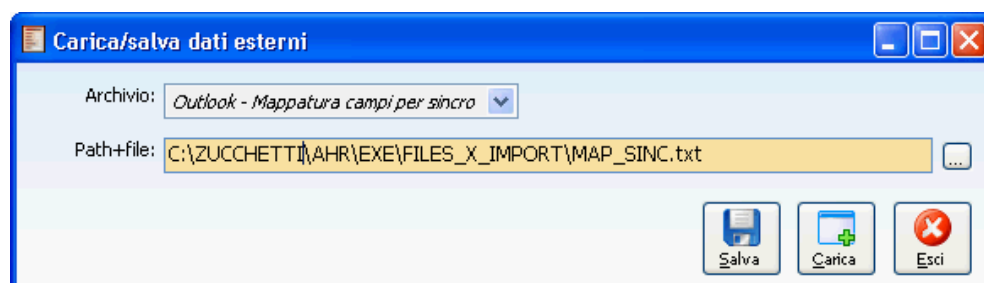 Carica/salva dati esterni
Archivio: Outlook - Mappatura campi per sincro
Path+file: C:\ZUCCHETTI\AHR\EXE\FILES_X_IMPORT\MAP_SINC.txt ...
Salva Carica Esci